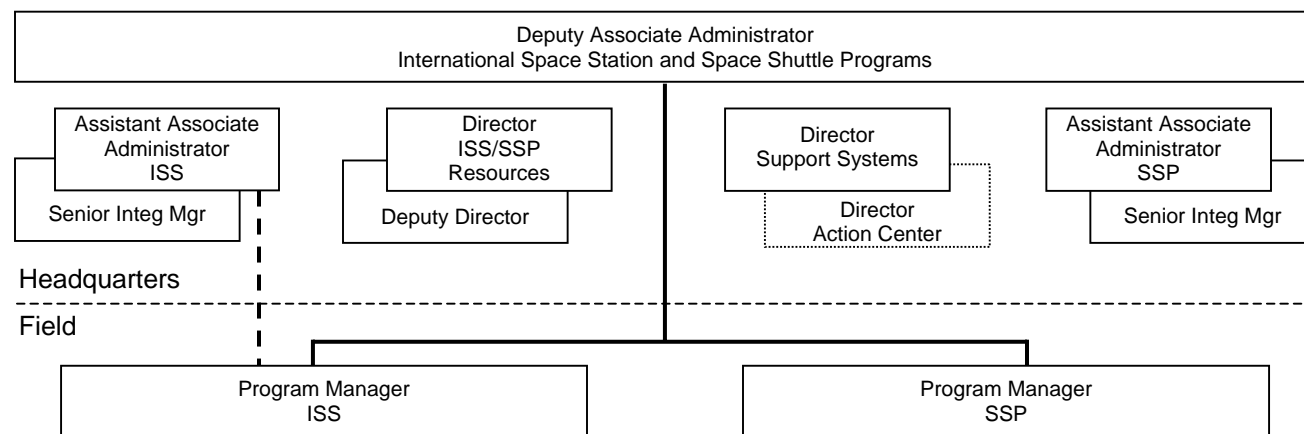 Deputy Associate Administrator
International Space Station and Space Shuttle Programs
Assistant Associate
Administrator
ISS
Senior Integ Mgr
Director
ISS/SSP
Resources
Deputy Director
Director
Support Systems
Director
Action Center
Assistant Associate
Administrator
SSP
Senior Integ Mgr
Headquarters
Field
Program Manager
ISS
Program Manager
SSP